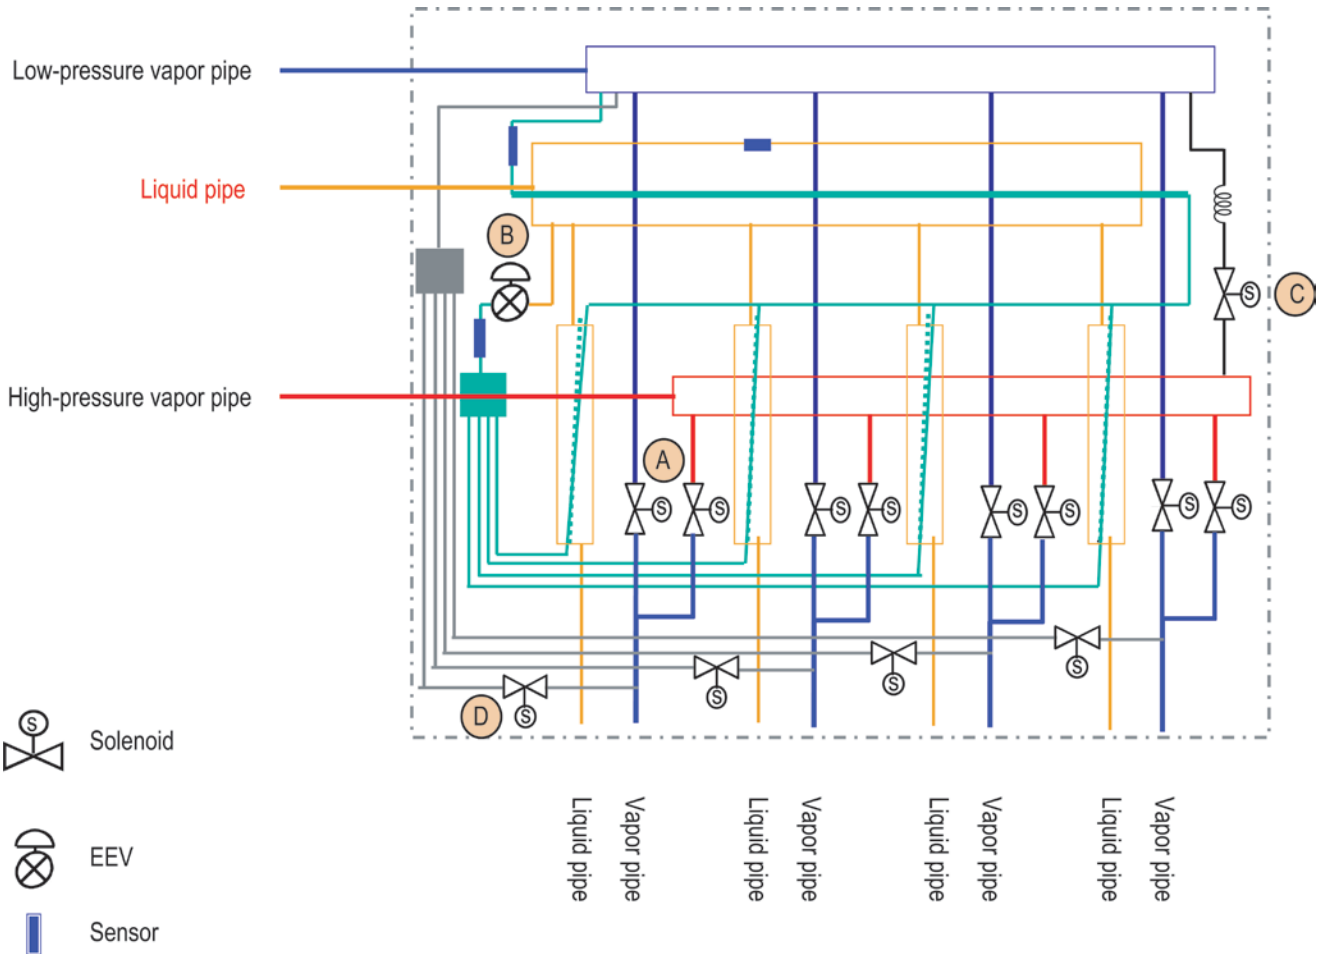 Low-pressure vapor pipe
Liquid pipe
B
C
S
High-pressure vapor pipe
A
S
S
S
S
S
S
S
S
S
S
S
S
D
S
Solenoid
EEV
Sensor
Liquid pipe
Vapor pipe
Liquid pipe
Vapor pipe
Liquid pipe
Vapor pipe
Liquid pipe
Vapor pipe